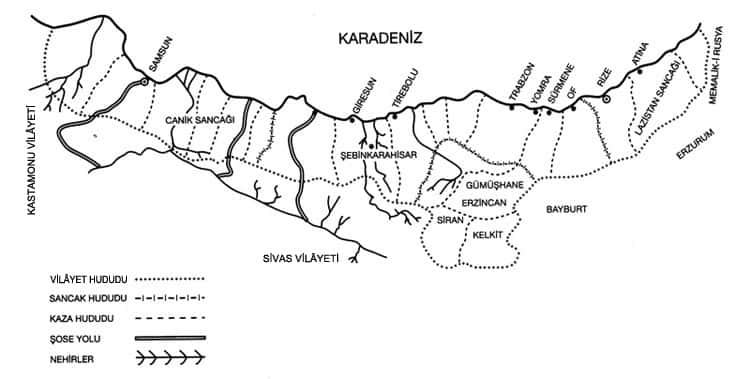 KARADENİZ
SAMSUN
GİRESUN
TİREBOLU
TRABZON
YOMRA
SÜRMENE
OF
RİZE
ATİNA
MEMALİK-İ RUSYA
LAZİSTAN SANCAĞI
ERZURUM
KASTAMONU VİLÂYETİ
CANİK SANCAĞI
ŞEBİNKARAHİSAR
GÜMÜŞHANE
ERZİNCAN
BAYBURT
SİRAN
KELKİT
SİVAS VİLÂYETİ
VİLÂYET HUDUDU
SANCAK HUDUDU
KAZA HUDUDU
ŞOSE YOLU
NEHİRLER